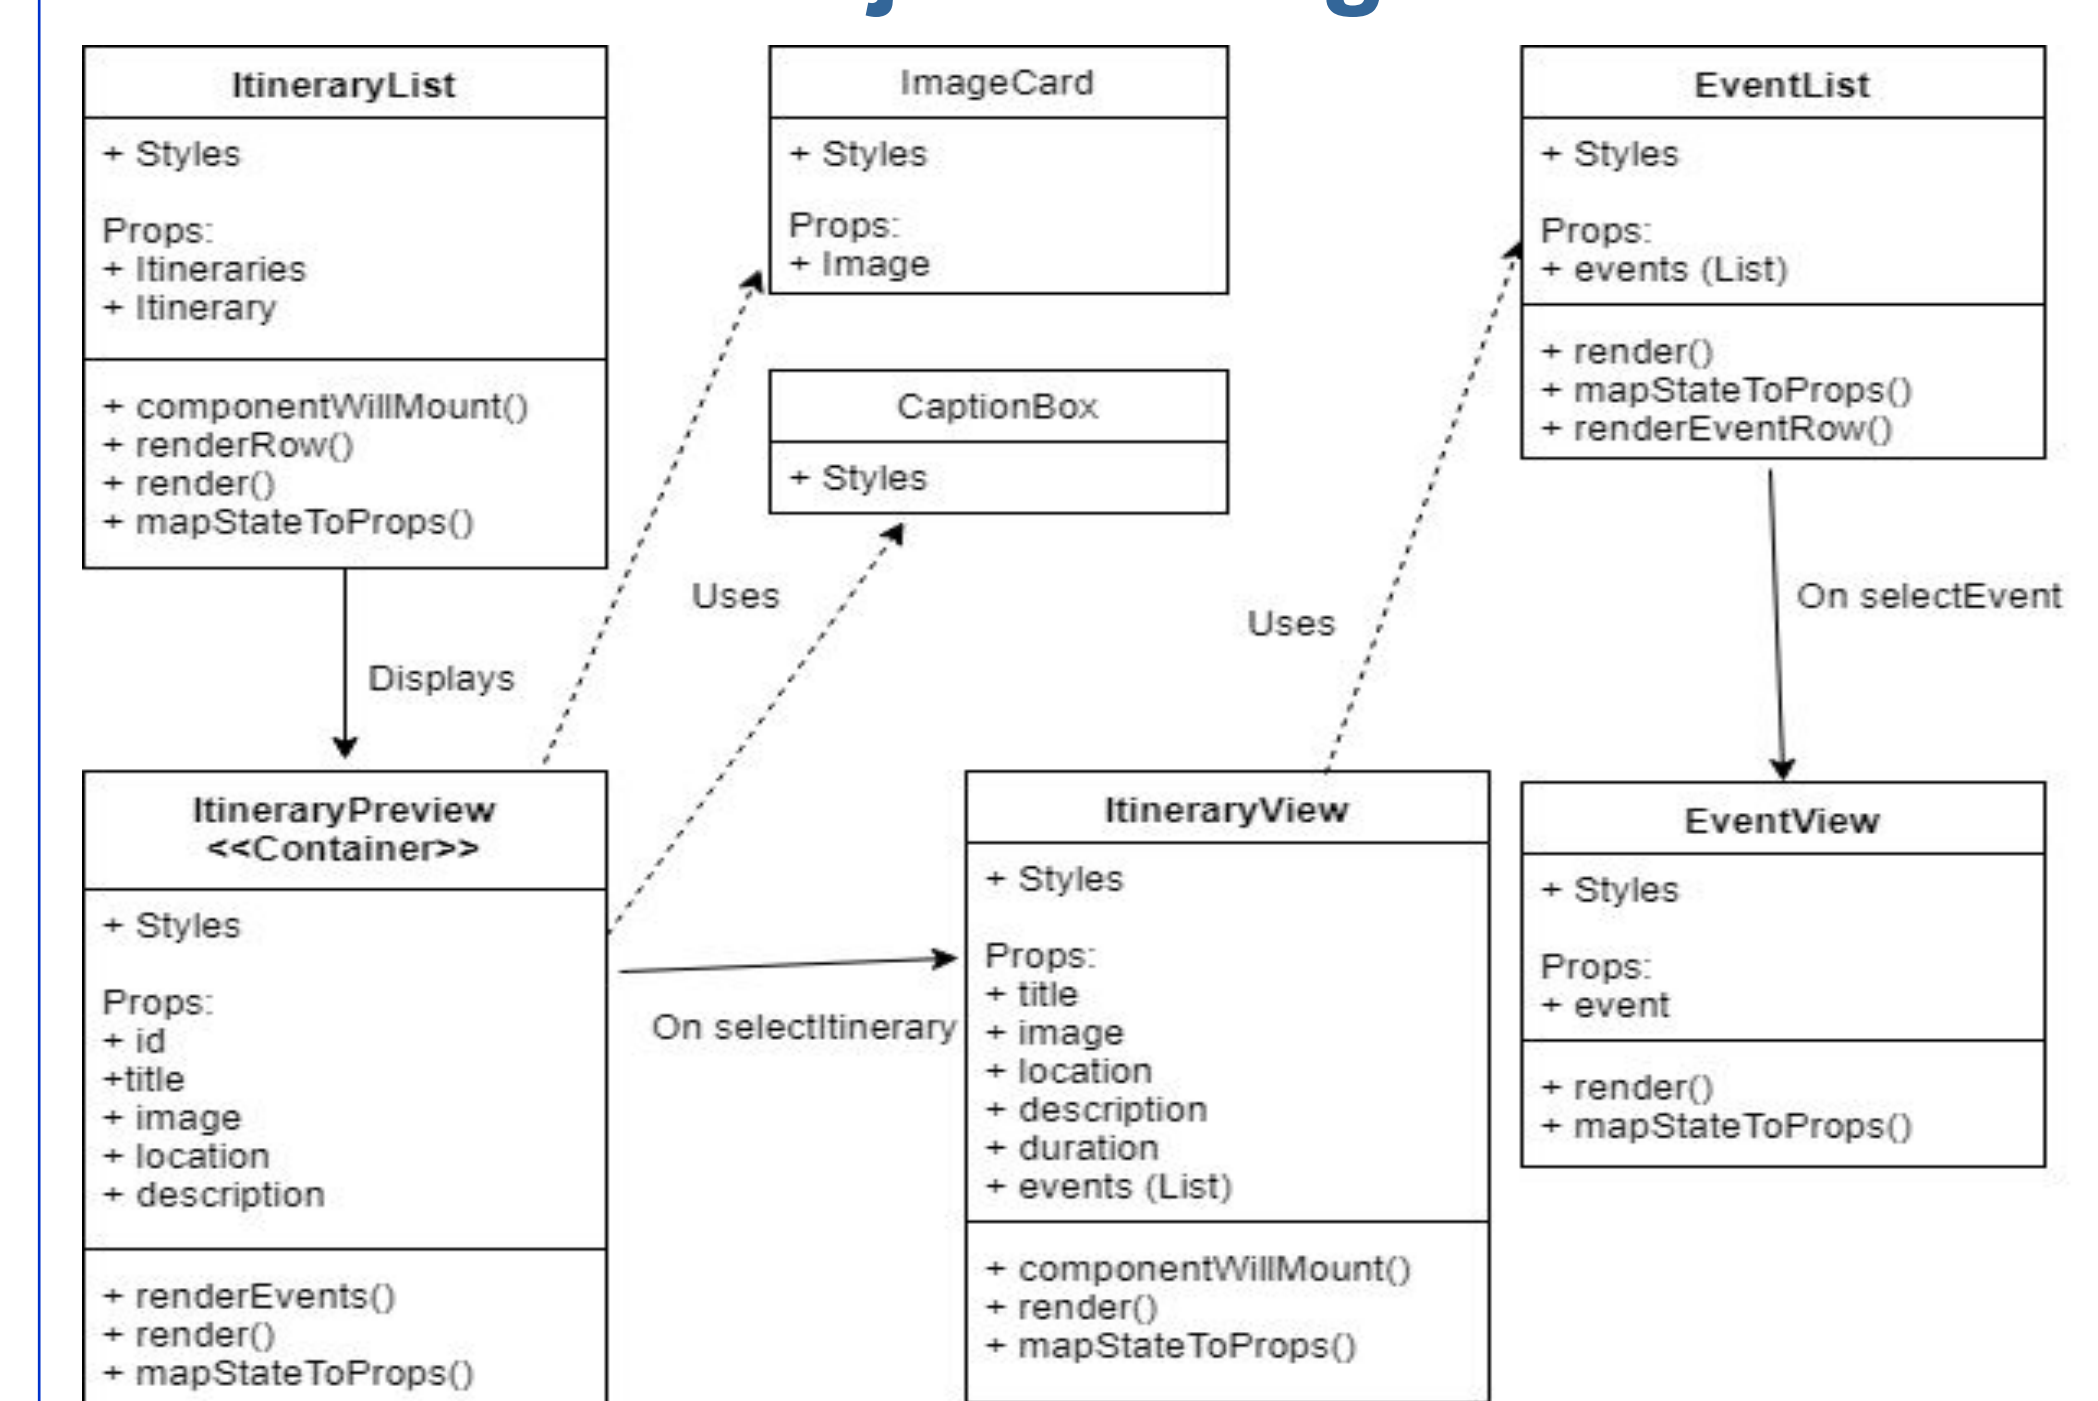 ItineraryList
+ Styles
Props:
+ Itineraries
+ Itinerary
+ componentWillMount()
+ renderRow()
+ render()
+ mapStateToProps()
ImageCard
+ Styles
Props:
+ Image
CaptionBox
+ Styles
EventList
+ Styles
Props:
+ events (List)
+ render()
+ mapStateToProps()
+ renderEventRow()
Uses
Uses
On selectEvent
Displays
ItineraryPreview
<<Container>>
+ Styles
Props:
+ id
+title
+ image
+ location
+ description
+ renderEvents()
+ render()
+ mapStateToProps()
On selectItinerary
ItineraryView
+ Styles
Props:
+ title
+ image
+ location
+ description
+ duration
+ events (List)
+ componentWillMount()
+ render()
+ mapStateToProps()
EventView
+ Styles
Props:
+ event
+ render()
+ mapStateToProps()